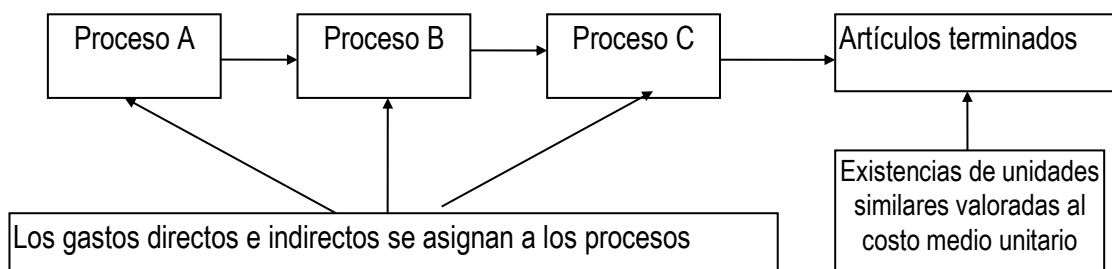 Proceso A
Proceso B
Proceso C
Artículos terminados
Los gastos directos e indirectos se asignan a los procesos
Existencias de unidades
similares valoradas al
costo medio unitario